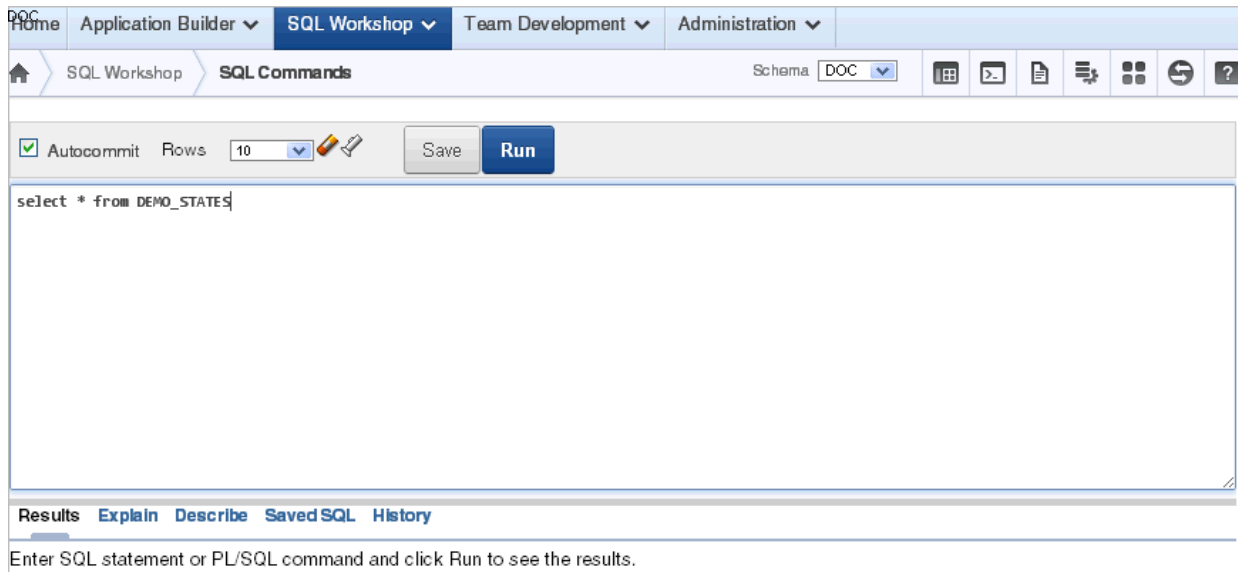 DOC
Home Application Builder SQL Workshop Team Development Administration
SQL Workshop SQL Commands Schema DOC
Autocommit Rows 10 Save Run
select * from DEMO_STATES
Results Explain Describe Saved SQL History
Enter SQL statement or PL/SQL command and click Run to see the results.